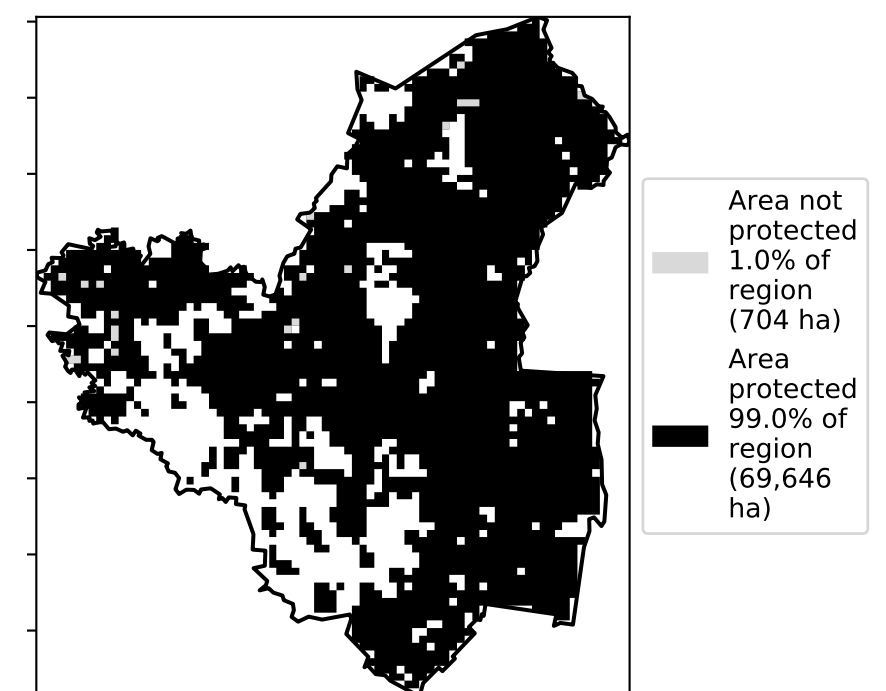 Area not
protected
1.0% of
region
(704 ha)
Area
protected
99.0% of
region
(69,646
ha)